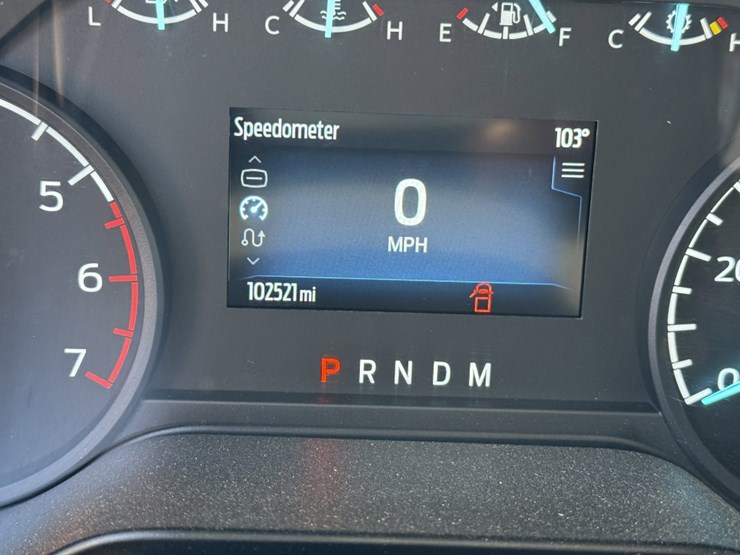 L H C H E F C H
Speedometer 103°
5
0
MPH
6
20
102521 mi
7
P R N D M
0